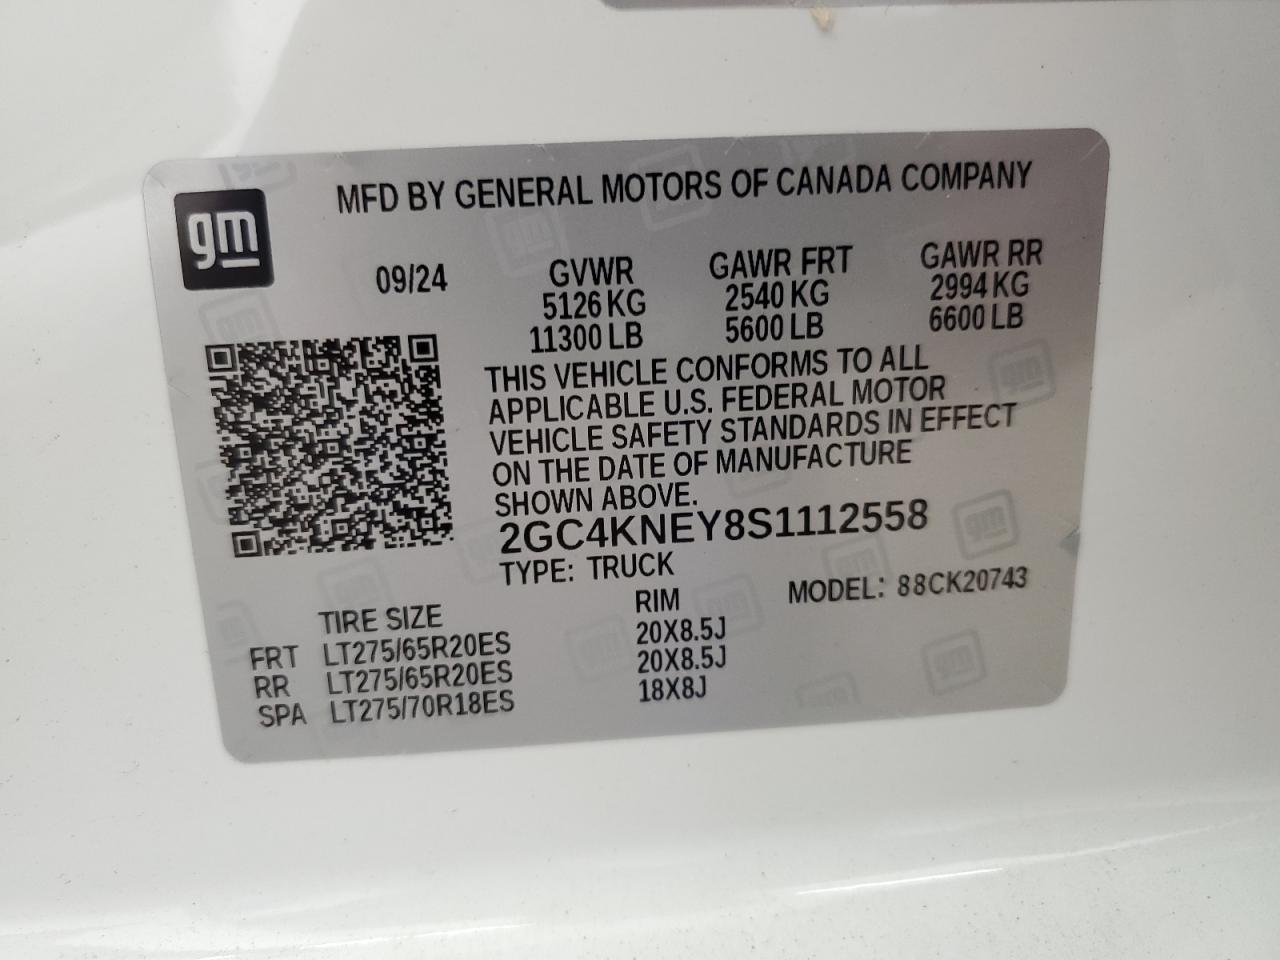 gm
MFD BY GENERAL MOTORS OF CANADA COMPANY
09/24 GVWR GAWR FRT GAWR RR
5126 KG 2540 KG 2994 KG
11300 LB 5600 LB 6600 LB
THIS VEHICLE CONFORMS TO ALL
APPLICABLE U.S. FEDERAL MOTOR
VEHICLE SAFETY STANDARDS IN EFFECT
ON THE DATE OF MANUFACTURE
SHOWN ABOVE.
2GC4KNEY8S1112558
TYPE: TRUCK
MODEL: 88CK20743
TIRE SIZE RIM
FRT LT275/65R20ES 20X8.5J
RR LT275/65R20ES 20X8.5J
SPA LT275/70R18ES 18X8J